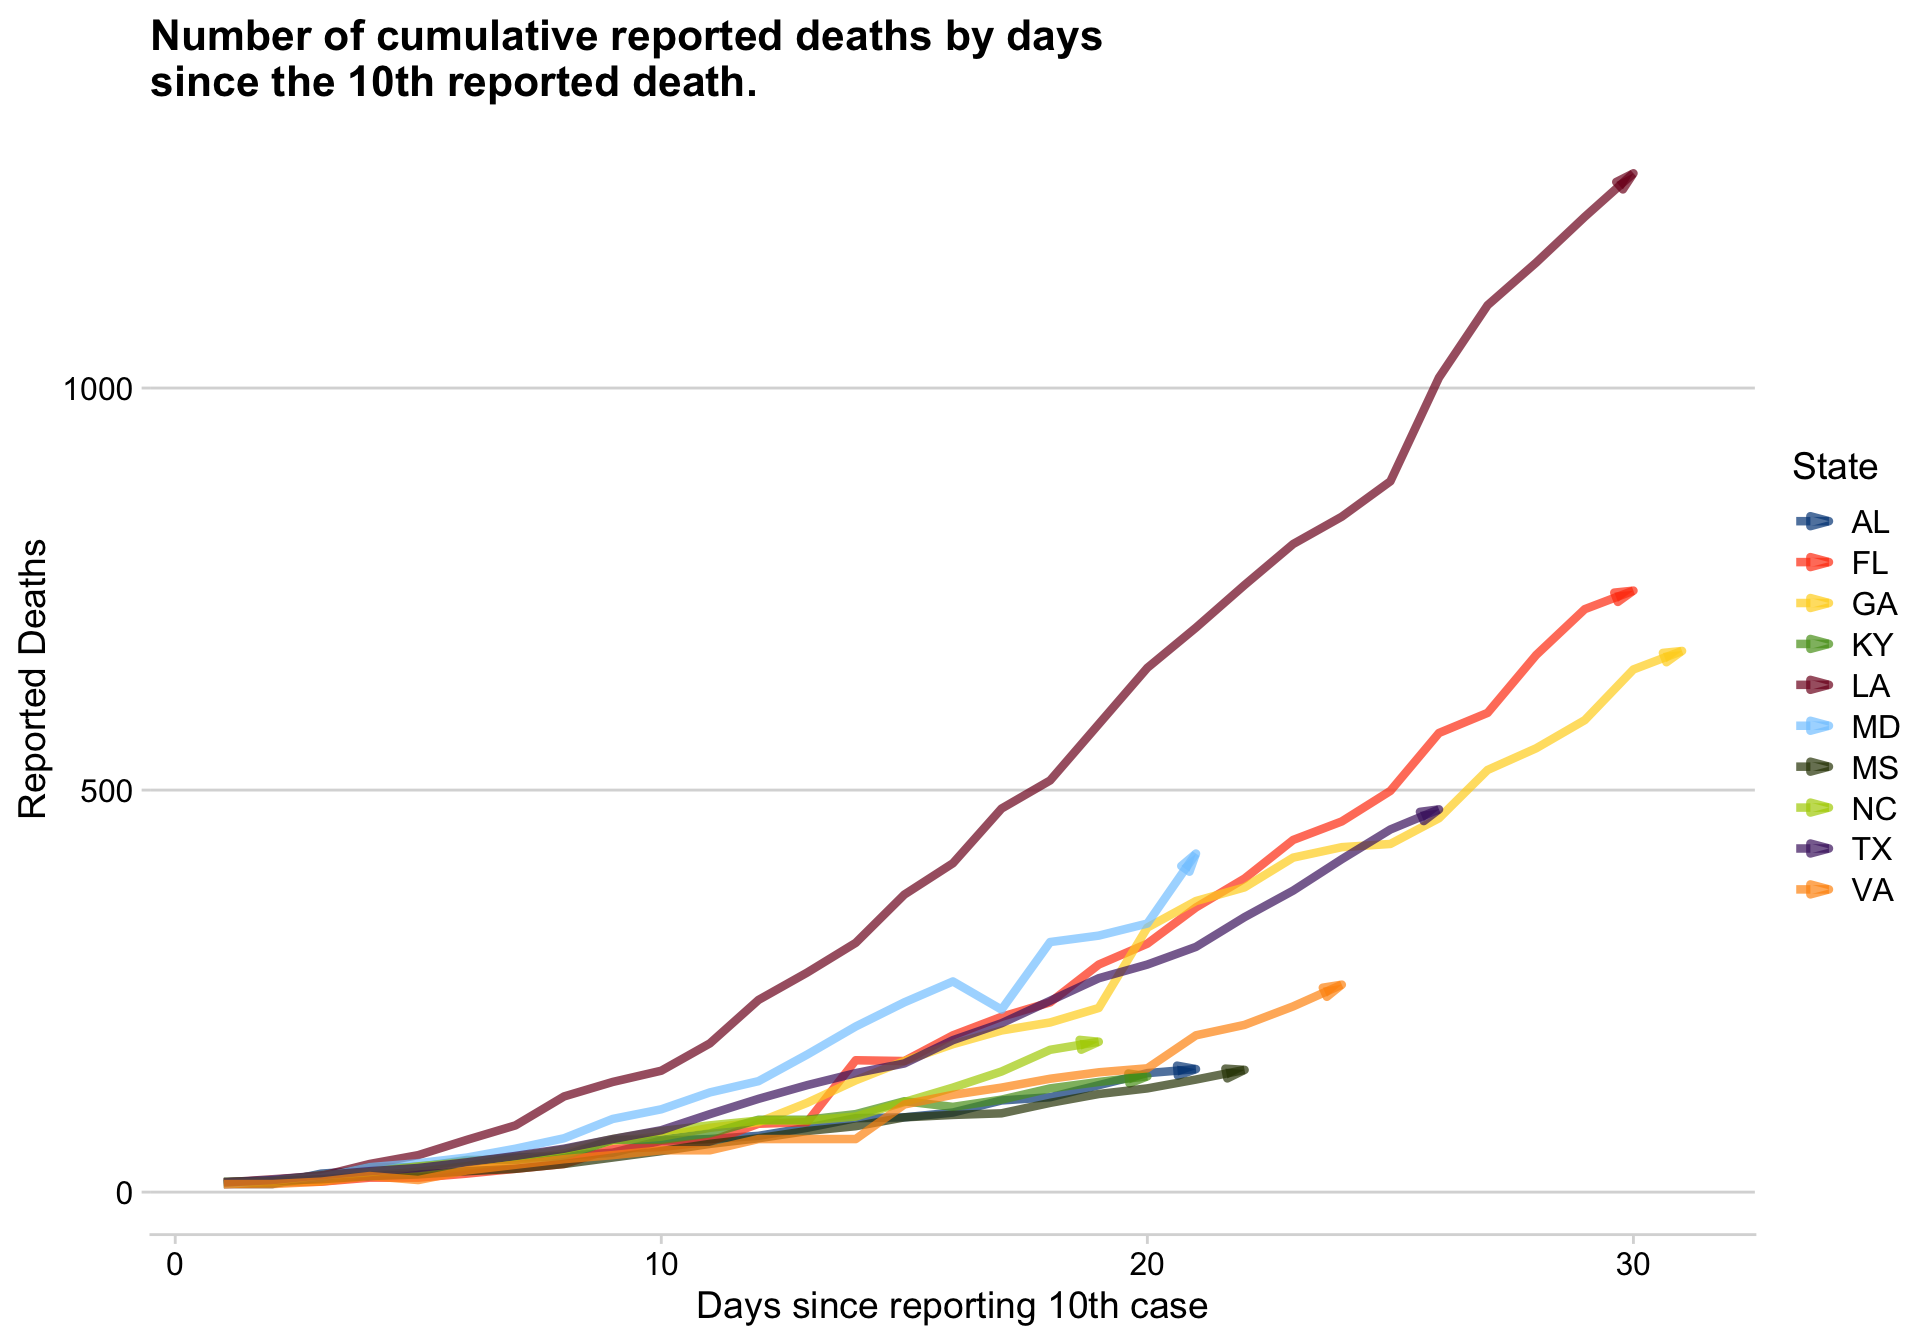 Number of cumulative reported deaths by days
since the 10th reported death.
Reported Deaths
1000
500
0
0 10 20 30
Days since reporting 10th case
State
AL
FL
GA
KY
LA
MD
MS
NC
TX
VA